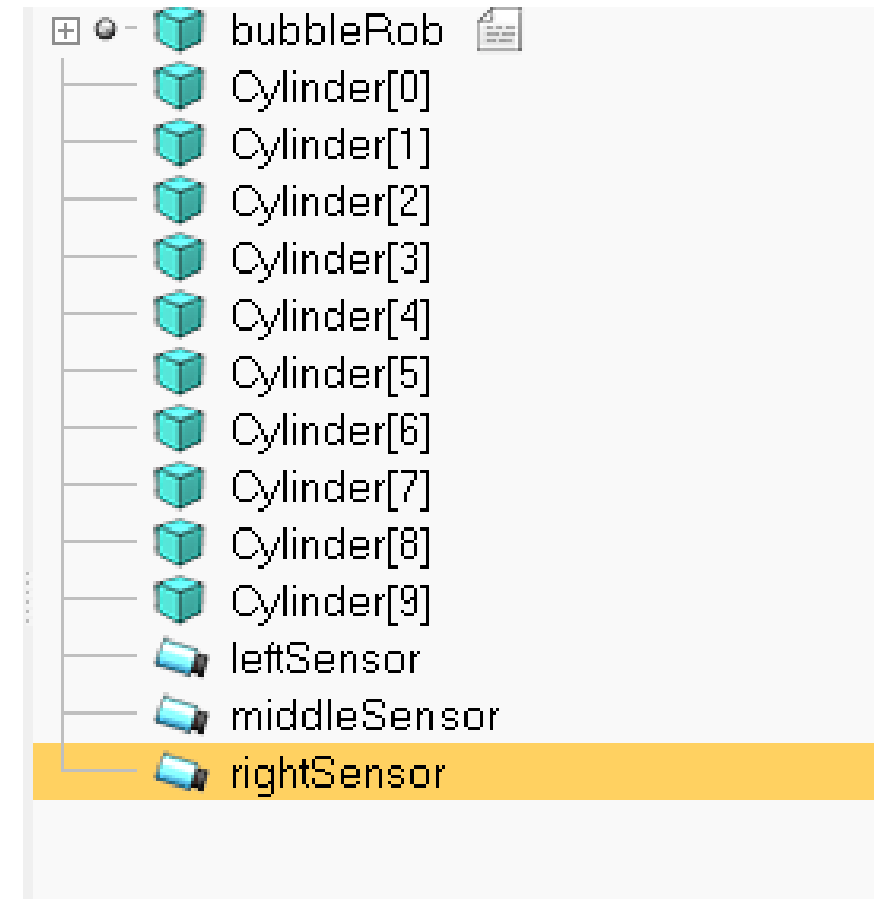 bubbleRob
Cylinder[0]
Cylinder[1]
Cylinder[2]
Cylinder[3]
Cylinder[4]
Cylinder[5]
Cylinder[6]
Cylinder[7]
Cylinder[8]
Cylinder[9]
leftSensor
middleSensor
rightSensor